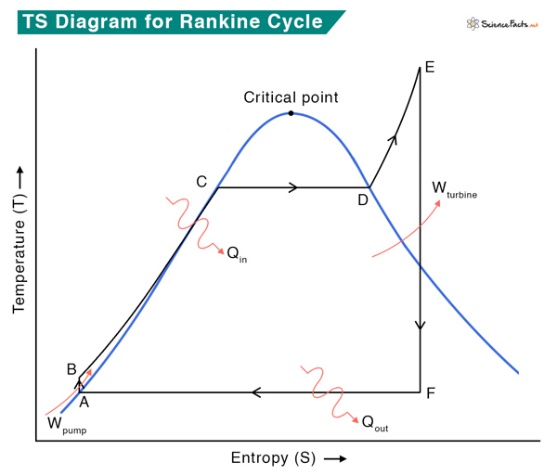 TS Diagram for Rankine Cycle
ScienceFacts.net
E
Critical point
C
D
W turbine
Q in
Temperature (T)
B
A
F
W pump
Q out
Entropy (S)